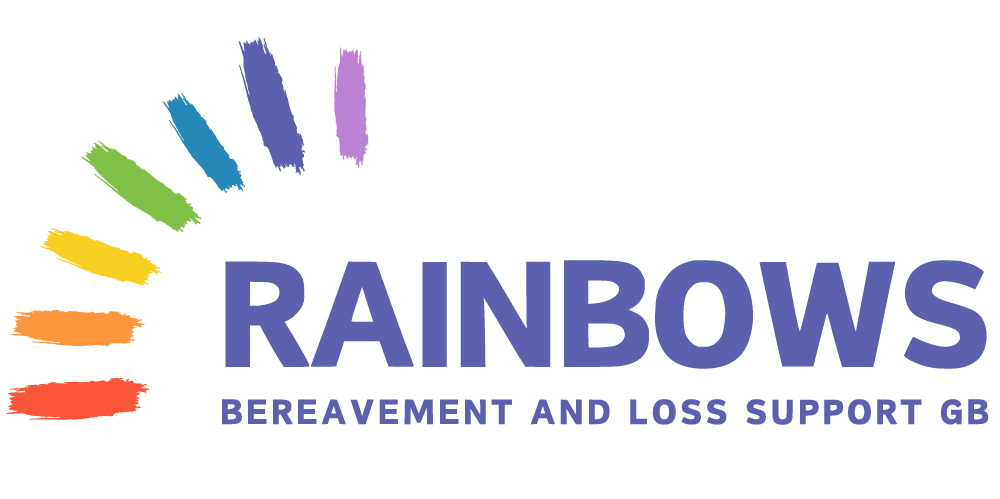 RAINBOWS
BEREAVEMENT AND LOSS SUPPORT GB